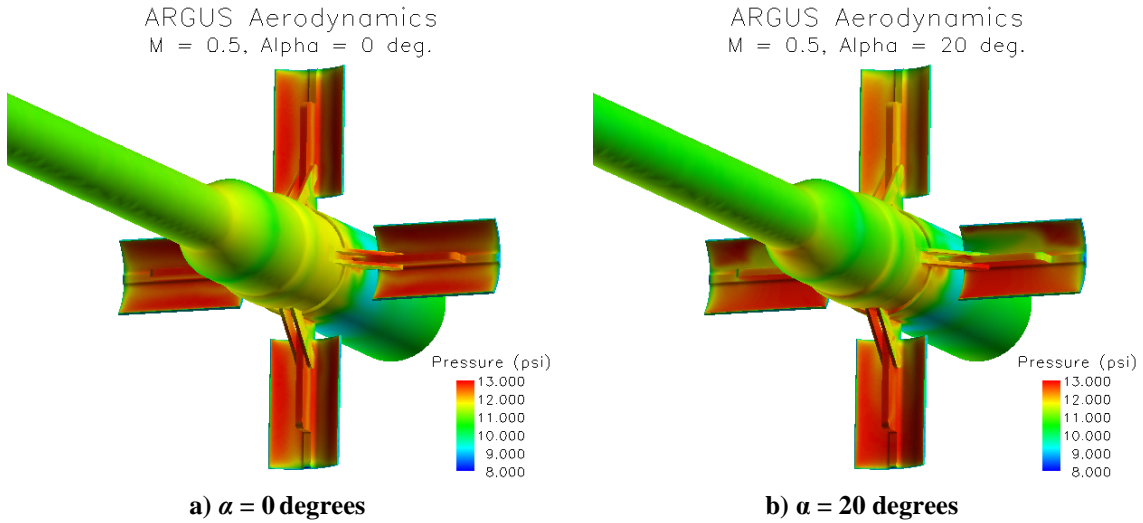 ARGUS Aerodynamics
M = 0.5, Alpha = 0 deg.
Pressure (psi)
13.000
12.000
11.000
10.000
9.000
8.000
a) α = 0 degrees
ARGUS Aerodynamics
M = 0.5, Alpha = 20 deg.
Pressure (psi)
13.000
12.000
11.000
10.000
9.000
8.000
b) α = 20 degrees